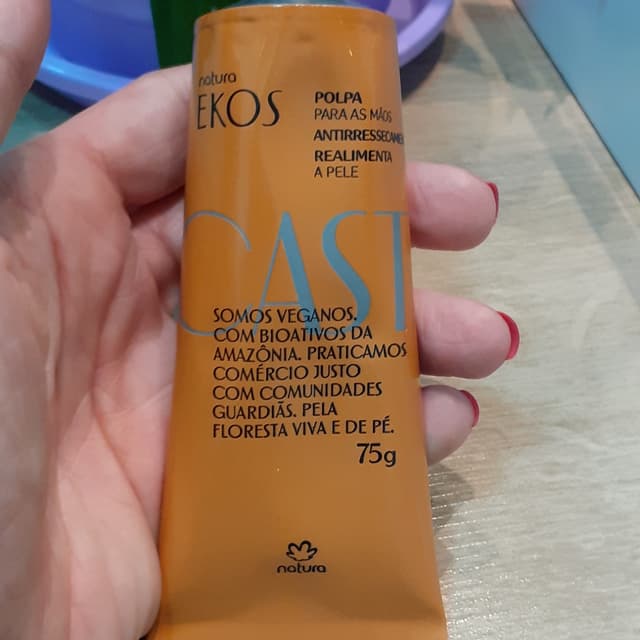 natura
EKOS
POLPA
PARA AS MÃOS
ANTIRRESSECAMEN
REALIMENTA
A PELE
CAST
SOMOS VEGANOS.
COM BIOATIVOS DA
AMAZÔNIA. PRATICAMOS
COMÉRCIO JUSTO
COM COMUNIDADES
GUARDIÃS. PELA
FLORESTA VIVA E DE PÉ.
75g
natura